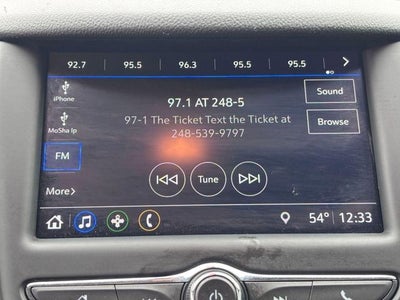 92.7 95.5 96.3 95.5 95.5
iPhone
MoSha Ip
FM
More
97.1 AT 248-5
97-1 The Ticket Text the Ticket at
248-539-9797
Sound
Browse
Tune
54° 12:33